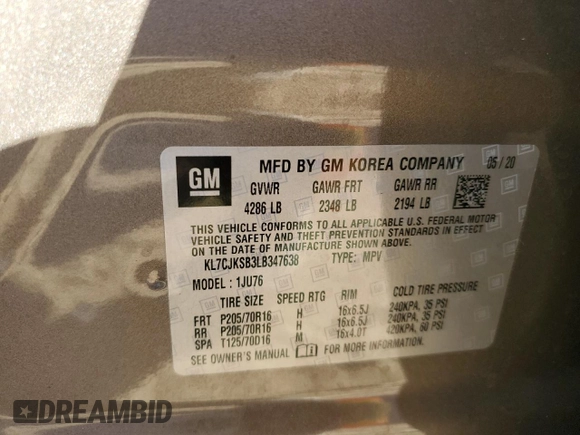 GM
MFD BY GM KOREA COMPANY 05/20
GVWR GAWR FRT GAWR RR
4286 LB 2348 LB 2194 LB
THIS VEHICLE CONFORMS TO ALL APPLICABLE U.S. FEDERAL MOTOR
VEHICLE SAFETY BUMPER, AND THEFT PREVENTION STANDARDS IN EFFECT
ON THE DATE OF MANUFACTURE SHOWN ABOVE.
KL7CJKSB3LB347638 TYPE: MPV
MODEL : 1JU76
TIRE SIZE SPEED RTG RIM COLD TIRE PRESSURE
FRT P205/70R16 H 16x6.5J 240KPA, 35 PSI
RR P205/70R16 H 16x6.5J 240KPA, 35 PSI
SPA T125/70D16 M 16x4.0T 420KPA, 60 PSI
SEE OWNER'S MANUAL
DREAMBID